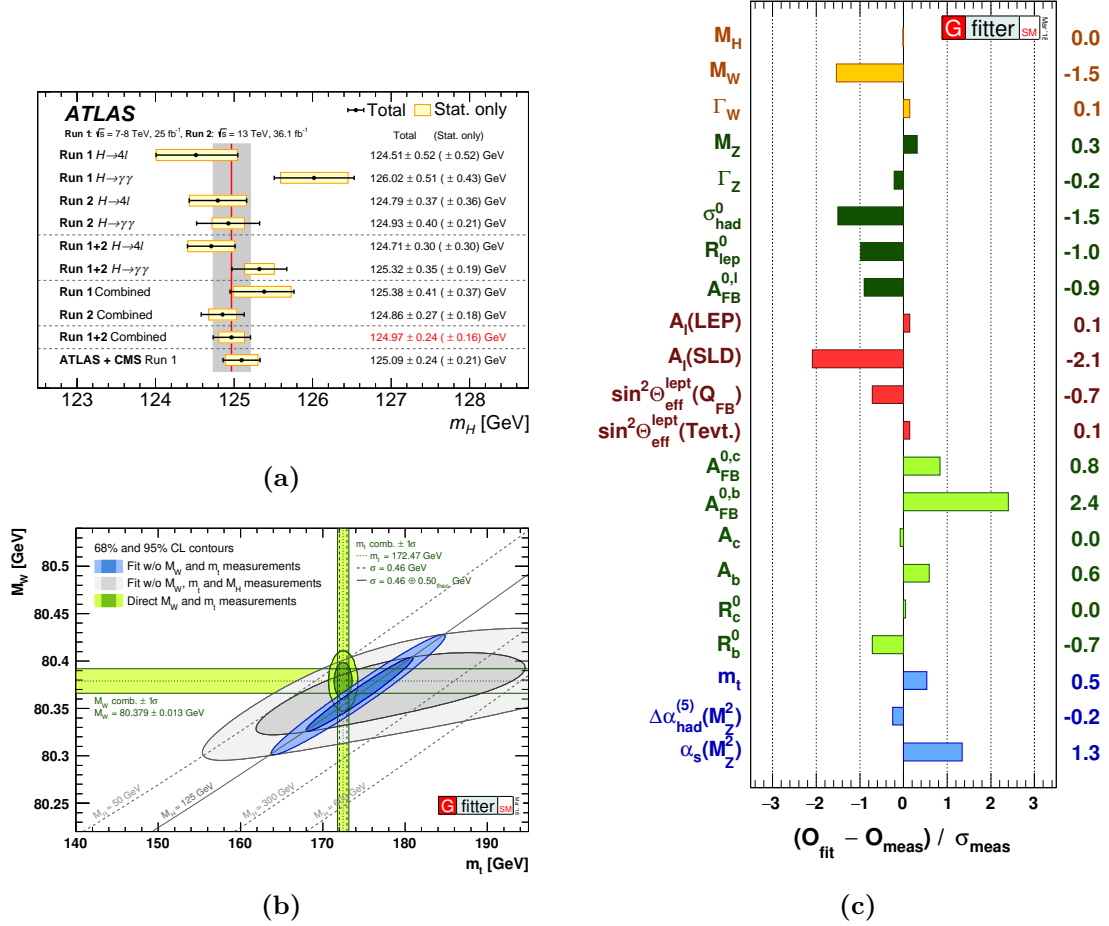 ATLAS
Total Stat. only
Run 1: √s = 7-8 TeV, 25 fb⁻¹, Run 2: √s = 13 TeV, 36.1 fb⁻¹
Total (Stat. only)
Run 1 H→4l 124.51 ± 0.52 ( ± 0.52) GeV
Run 1 H→γγ 126.02 ± 0.51 ( ± 0.43) GeV
Run 2 H→4l 124.79 ± 0.37 ( ± 0.36) GeV
Run 2 H→γγ 124.93 ± 0.40 ( ± 0.21) GeV
Run 1+2 H→4l 124.71 ± 0.30 ( ± 0.30) GeV
Run 1+2 H→γγ 125.32 ± 0.35 ( ± 0.19) GeV
Run 1 Combined 125.38 ± 0.41 ( ± 0.37) GeV
Run 2 Combined 124.86 ± 0.27 ( ± 0.18) GeV
Run 1+2 Combined 124.97 ± 0.24 ( ± 0.16) GeV
ATLAS + CMS Run 1 125.09 ± 0.24 ( ± 0.21) GeV
123 124 125 126 127 128
m_H [GeV]
(a)
M_W [GeV]
68% and 95% CL contours
Fit w/o M_W and m_t measurements
Fit w/o M_W, m_t and M_H measurements
Direct M_W and m_t measurements
m_t comb. ± 1σ
m_t = 172.47 GeV
σ = 0.46 GeV
σ = 0.46 ⊕ 0.50_theo GeV
80.5
80.45
80.4
80.35
80.3
80.25
M_W comb. ± 1σ
M_W = 80.379 ± 0.013 GeV
M_H = 50 GeV
M_H = 125 GeV
M_H = 300 GeV
G fitter SM
Mar '18
140 150 160 170 180 190
m_t [GeV]
(b)
G fitter SM
Mar '18
M_H 0.0
M_W -1.5
Γ_W 0.1
M_Z 0.3
Γ_Z -0.2
σ⁰_had -1.5
R⁰_lep -1.0
A^{0,l}_FB -0.9
A_l(LEP) 0.1
A_l(SLD) -2.1
sin²Θ^lept_eff(Q_FB) -0.7
sin²Θ^lept_eff(Tevt.) 0.1
A^{0,c}_FB 0.8
A^{0,b}_FB 2.4
A_c 0.0
A_b 0.6
R⁰_c 0.0
R⁰_b -0.7
m_t 0.5
Δα^{(5)}_had(M²_Z) -0.2
α_s(M²_Z) 1.3
−3 −2 −1 0 1 2 3
(O_fit − O_meas) / σ_meas
(c)